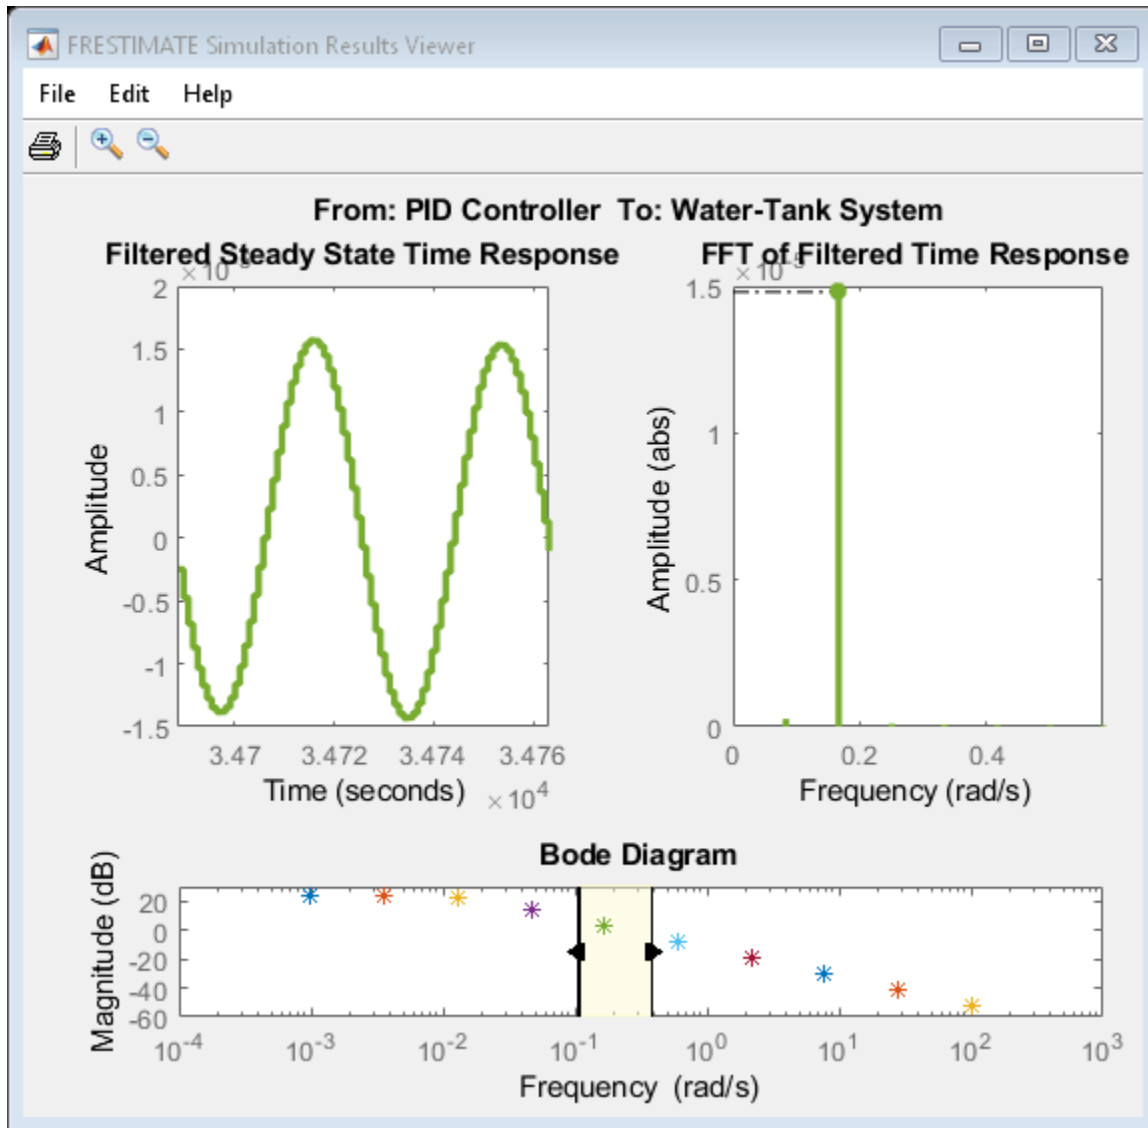 FRESTIMATE Simulation Results Viewer
File Edit Help
From: PID Controller To: Water-Tank System
Filtered Steady State Time Response
2
1.5
1
0.5
0
-0.5
-1
-1.5
Amplitude
3.47 3.472 3.474 3.476
Time (seconds) ×10^4
FFT of Filtered Time Response
1.5
1
0.5
0
Amplitude (abs)
0 0.2 0.4
Frequency (rad/s)
Bode Diagram
Magnitude (dB)
20
0
-20
-40
-60
10^-4 10^-3 10^-2 10^-1 10^0 10^1 10^2 10^3
Frequency (rad/s)